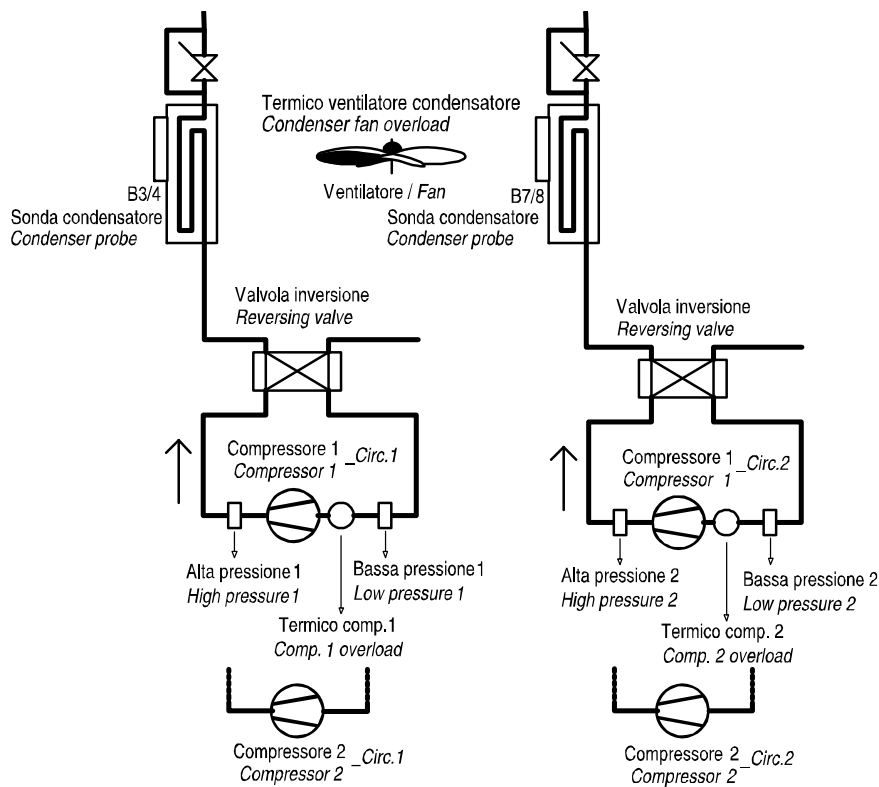 Termico ventilatore condensatore
Condenser fan overload
Ventilatore / Fan
B3/4
Sonda condensatore
Condenser probe
B7/8
Sonda condensatore
Condenser probe
Valvola inversione
Reversing valve
Valvola inversione
Reversing valve
Compressore 1 _Circ.1
Compressor 1
Compressore 1 _Circ.2
Compressor 1
Alta pressione 1
High pressure 1
Bassa pressione 1
Low pressure 1
Alta pressione 2
High pressure 2
Bassa pressione 2
Low pressure 2
Termico comp.1
Comp. 1 overload
Termico comp. 2
Comp. 2 overload
Compressore 2 _Circ.1
Compressor 2
Compressore 2 _Circ.2
Compressor 2